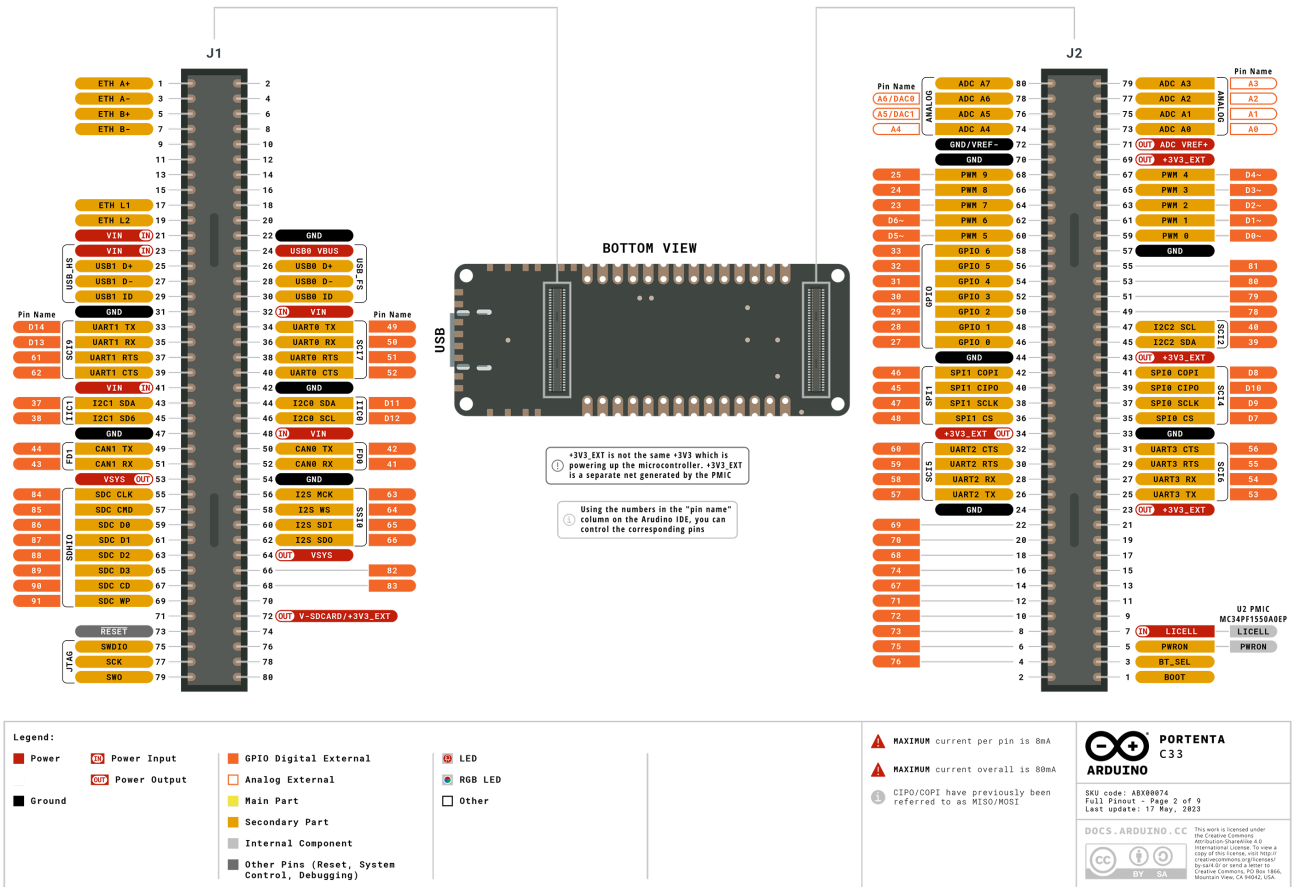 J1
J2
ETH A+ 1 2
ETH A- 3 4
ETH B+ 5 6
ETH B- 7 8
9 10
11 12
13 14
15 16
ETH L1 17 18
ETH L2 19 20
VIN IN 21 22 GND
VIN IN 23 24 USB0 VBUS
USB1 D+ 25 26 USB0 D+
USB1 D- 27 28 USB0 D-
USB1 ID 29 30 USB0 ID
USB_HS
USB_FS
GND 31 32 IN VIN
Pin Name
Pin Name
D14 UART1 TX 33 34 UART0 TX 49
D13 UART1 RX 35 36 UART0 RX 50
61 UART1 RTS 37 38 UART0 RTS 51
62 UART1 CTS 39 40 UART0 CTS 52
SCI9
SCI7
VIN IN 41 42 GND
37 I2C1 SDA 43 44 I2C0 SDA D11
38 I2C1 SD6 45 46 I2C0 SCL D12
IIC1
IIC0
GND 47 48 IN VIN
44 CAN1 TX 49 50 CAN0 TX 42
43 CAN1 RX 51 52 CAN0 RX 41
FD1
FD0
VSYS OUT 53 54 GND
84 SDC CLK 55 56 I2S MCK 63
85 SDC CMD 57 58 I2S WS 64
86 SDC D0 59 60 I2S SDI 65
87 SDC D1 61 62 I2S SDO 66
88 SDC D2 63 64 OUT VSYS
89 SDC D3 65 66 82
90 SDC CD 67 68 83
91 SDC WP 69 70
SDHIO
SSI0
71 72 OUT V-SDCARD/+3V3_EXT
RESET 73 74
SWDIO 75 76
SCK 77 78
SWO 79 80
JTAG
BOTTOM VIEW
USB
+3V3_EXT is not the same +3V3 which is
powering up the microcontroller. +3V3_EXT
is a separate net generated by the PMIC
Using the numbers in the "pin name"
column on the Arudino IDE, you can
control the corresponding pins
Pin Name
Pin Name
ADC A7 80 79 ADC A3 A3
A6/DAC0 ADC A6 78 77 ADC A2 A2
A5/DAC1 ADC A5 76 75 ADC A1 A1
A4 ADC A4 74 73 ADC A0 A0
ANALOG
ANALOG
GND/VREF- 72 71 OUT ADC VREF+
GND 70 69 OUT +3V3_EXT
25 PWM 9 68 67 PWM 4 D4~
24 PWM 8 66 65 PWM 3 D3~
23 PWM 7 64 63 PWM 2 D2~
D6~ PWM 6 62 61 PWM 1 D1~
D5~ PWM 5 60 59 PWM 0 D0~
33 GPIO 6 58 57 GND
32 GPIO 5 56 55 81
31 GPIO 4 54 53 80
30 GPIO 3 52 51 79
29 GPIO 2 50 49 78
28 GPIO 1 48 47 I2C2 SCL 40
27 GPIO 0 46 45 I2C2 SDA 39
GPIO
SCI2
GND 44 43 OUT +3V3_EXT
46 SPI1 COPI 42 41 SPI0 COPI D8
45 SPI1 CIPO 40 39 SPI0 CIPO D10
47 SPI1 SCLK 38 37 SPI0 SCLK D9
48 SPI1 CS 36 35 SPI0 CS D7
SPI1
SCI4
+3V3_EXT OUT 34 33 GND
60 UART2 CTS 32 31 UART3 CTS 56
59 UART2 RTS 30 29 UART3 RTS 55
58 UART2 RX 28 27 UART3 RX 54
57 UART2 TX 26 25 UART3 TX 53
SCI5
SCI6
GND 24 23 OUT +3V3_EXT
69 22 21
70 20 19
68 18 17
74 16 15
67 14 13
71 12 11
72 10 9
U2 PMIC
MC34PF1550A0EP
73 8 7 IN LICELL LICELL
75 6 5 PWRON PWRON
76 4 3 BT_SEL
2 1 BOOT
Legend:
Power
IN Power Input
OUT Power Output
Ground
GPIO Digital External
Analog External
Main Part
Secondary Part
Internal Component
Other Pins (Reset, System
Control, Debugging)
LED
RGB LED
Other
MAXIMUM current per pin is 8mA
MAXIMUM current overall is 80mA
CIPO/COPI have previously been
referred to as MISO/MOSI
ARDUINO
PORTENTA
C33
SKU code: ABX00074
Full Pinout - Page 2 of 9
Last update: 17 May, 2023
DOCS.ARDUINO.CC
CC BY SA
This work is licensed under
the Creative Commons
Attribution-ShareAlike 4.0
International License. To view a
copy of this license, visit http://
creativecommons.org/licenses/
by-sa/4.0/ or send a letter to
Creative Commons, PO Box 1866,
Mountain View, CA 94042, USA.